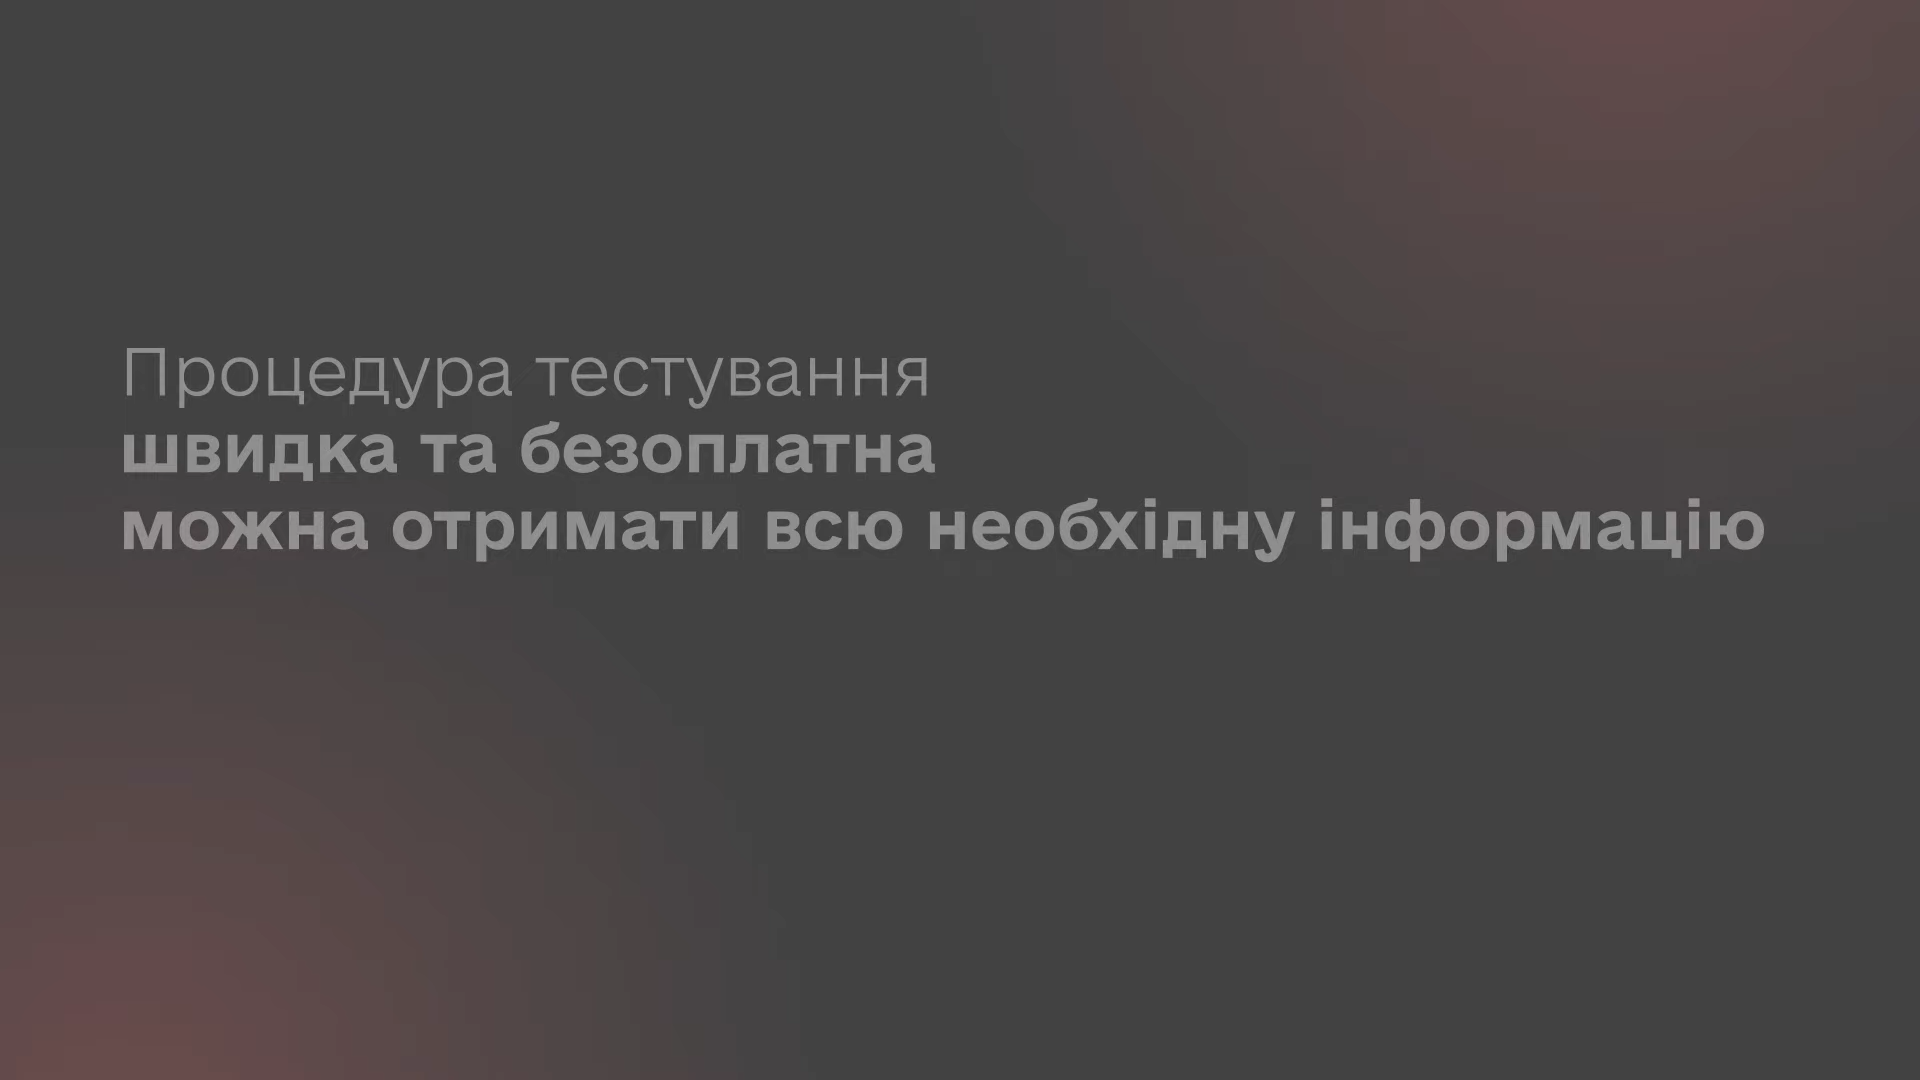 Процедура тестування
швидка та безоплатна
можна отримати всю необхідну інформацію